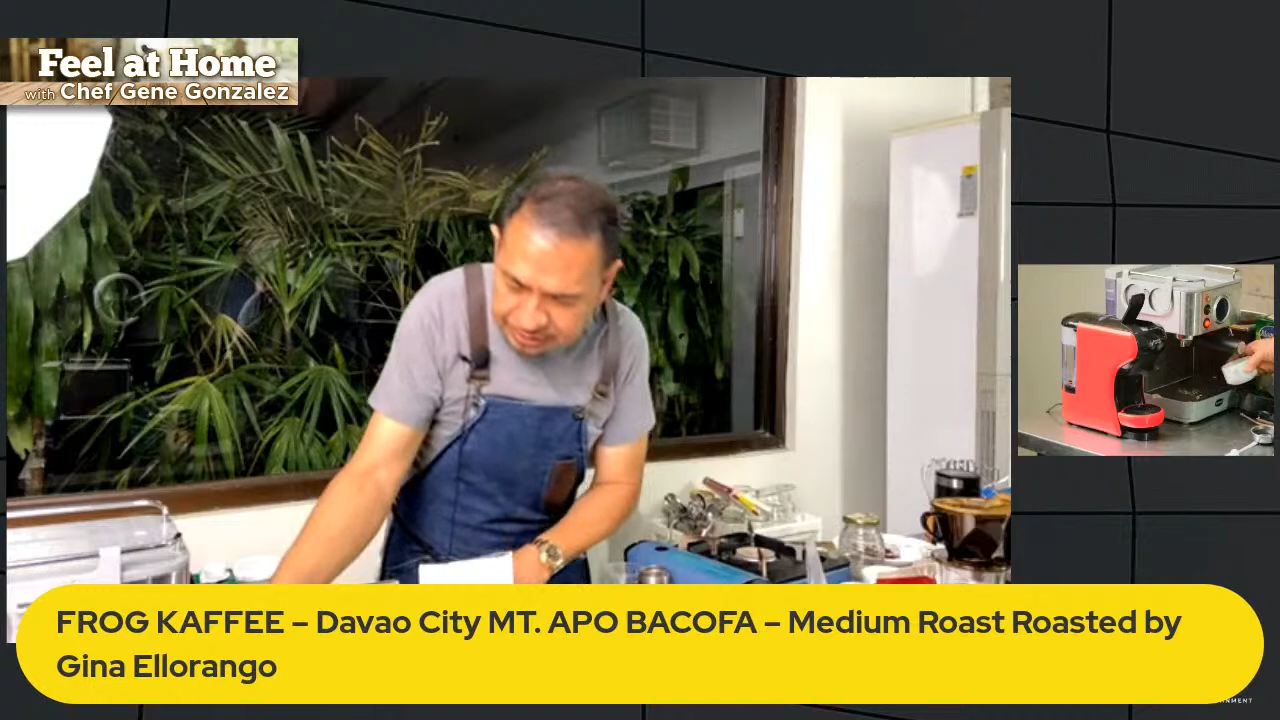 Feel at Home
with Chef Gene Gonzalez
FROG KAFFEE – Davao City MT. APO BACOFA – Medium Roast Roasted by
Gina Ellorango